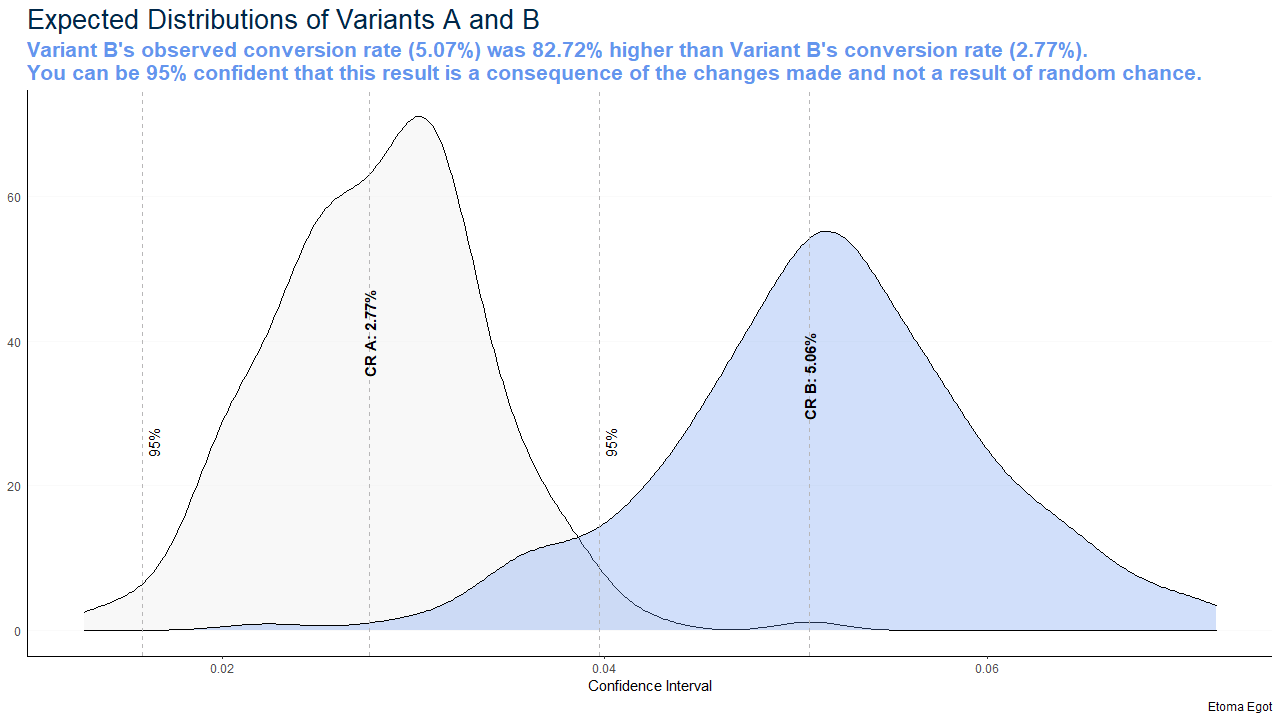 Expected Distributions of Variants A and B
Variant B's observed conversion rate (5.07%) was 82.72% higher than Variant B's conversion rate (2.77%).
You can be 95% confident that this result is a consequence of the changes made and not a result of random chance.
60
40
20
0
95%
CR A: 2.77%
95%
CR B: 5.06%
0.02
0.04
0.06
Confidence Interval
Etoma Egot